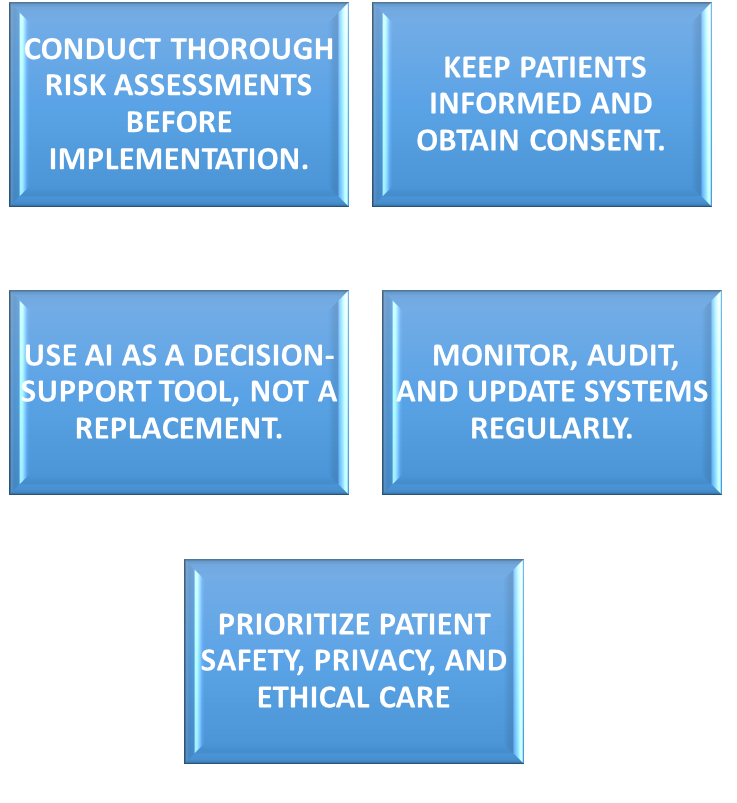 CONDUCT THOROUGH
RISK ASSESSMENTS
BEFORE
IMPLEMENTATION.
KEEP PATIENTS
INFORMED AND
OBTAIN CONSENT.
USE AI AS A DECISION-
SUPPORT TOOL, NOT A
REPLACEMENT.
MONITOR, AUDIT,
AND UPDATE SYSTEMS
REGULARLY.
PRIORITIZE PATIENT
SAFETY, PRIVACY, AND
ETHICAL CARE